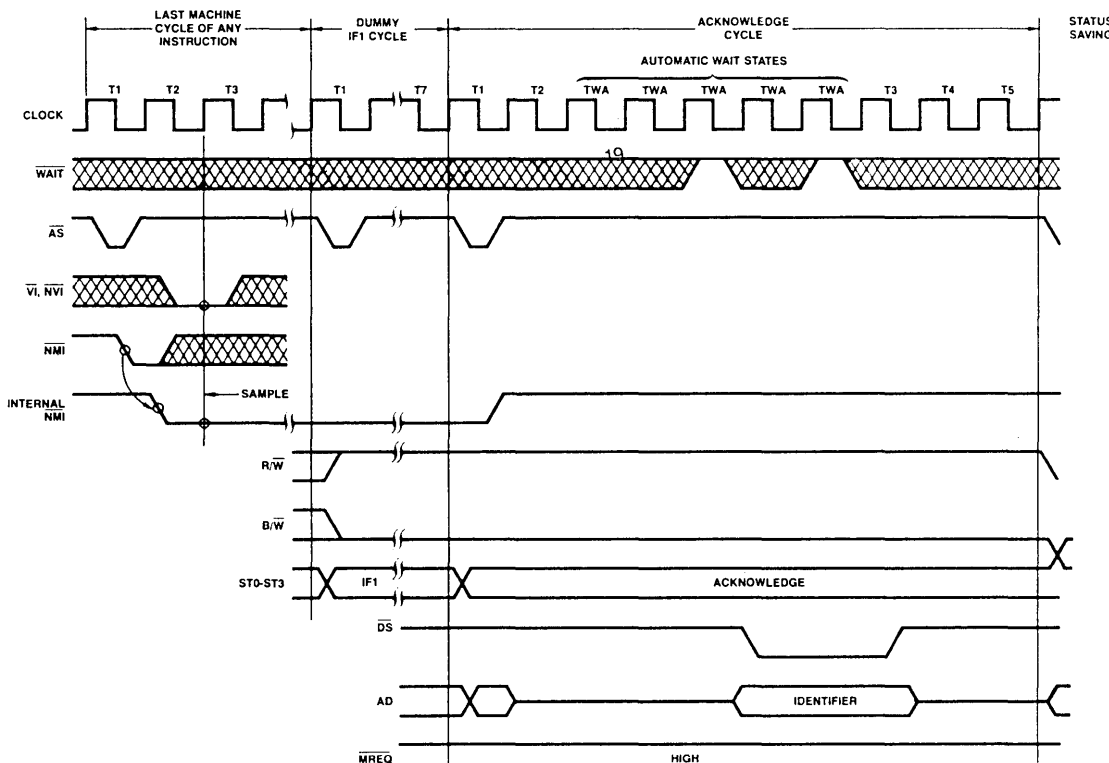 LAST MACHINE
CYCLE OF ANY
INSTRUCTION
DUMMY
IF1 CYCLE
ACKNOWLEDGE
CYCLE
STATUS
SAVING
AUTOMATIC WAIT STATES
T1 T2 T3 T1 T7 T1 T2 TWA TWA TWA TWA TWA T3 T4 T5
CLOCK
19
WAIT
AS
VI, NVI
NMI
SAMPLE
INTERNAL
NMI
R/W
B/W
ST0-ST3 IF1 ACKNOWLEDGE
DS
AD IDENTIFIER
MREQ HIGH